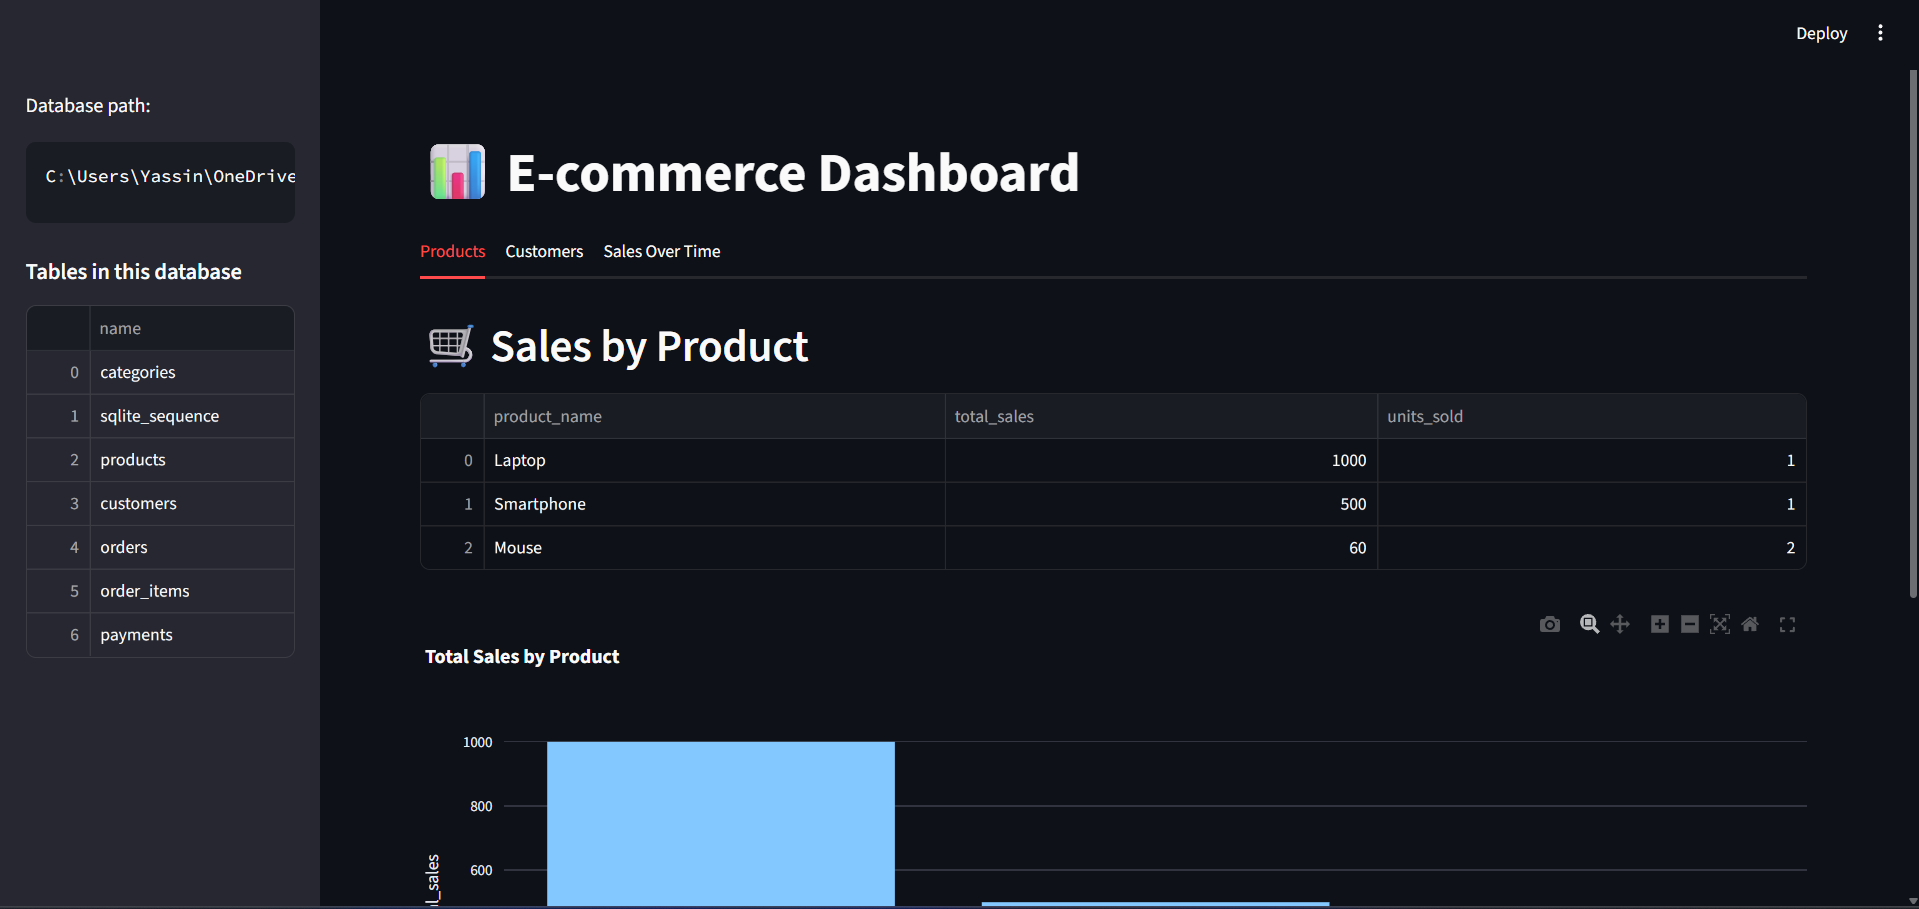 Deploy
Database path:
C:\Users\Yassin\OneDrive
Tables in this database
name
0 categories
1 sqlite_sequence
2 products
3 customers
4 orders
5 order_items
6 payments
E-commerce Dashboard
Products Customers Sales Over Time
Sales by Product
product_name total_sales units_sold
0 Laptop 1000 1
1 Smartphone 500 1
2 Mouse 60 2
Total Sales by Product
1000
800
600
l_sales